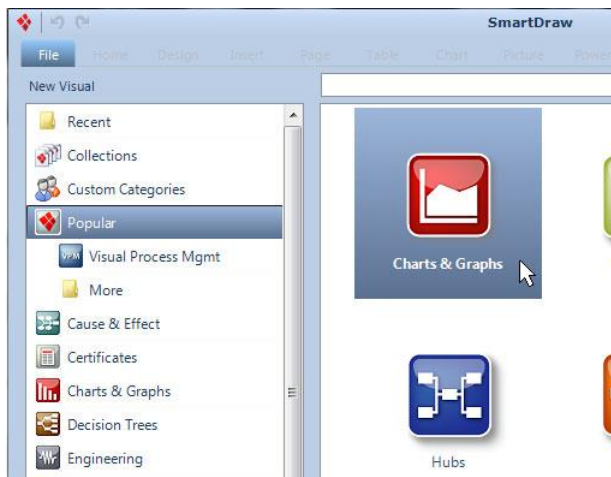 SmartDraw
File Home Design Insert Page Table Chart Picture Power
New Visual
Recent
Collections
Custom Categories
Popular
VPM Visual Process Mgmt
More
Cause & Effect
Certificates
Charts & Graphs
Decision Trees
Engineering
Charts & Graphs
Hubs